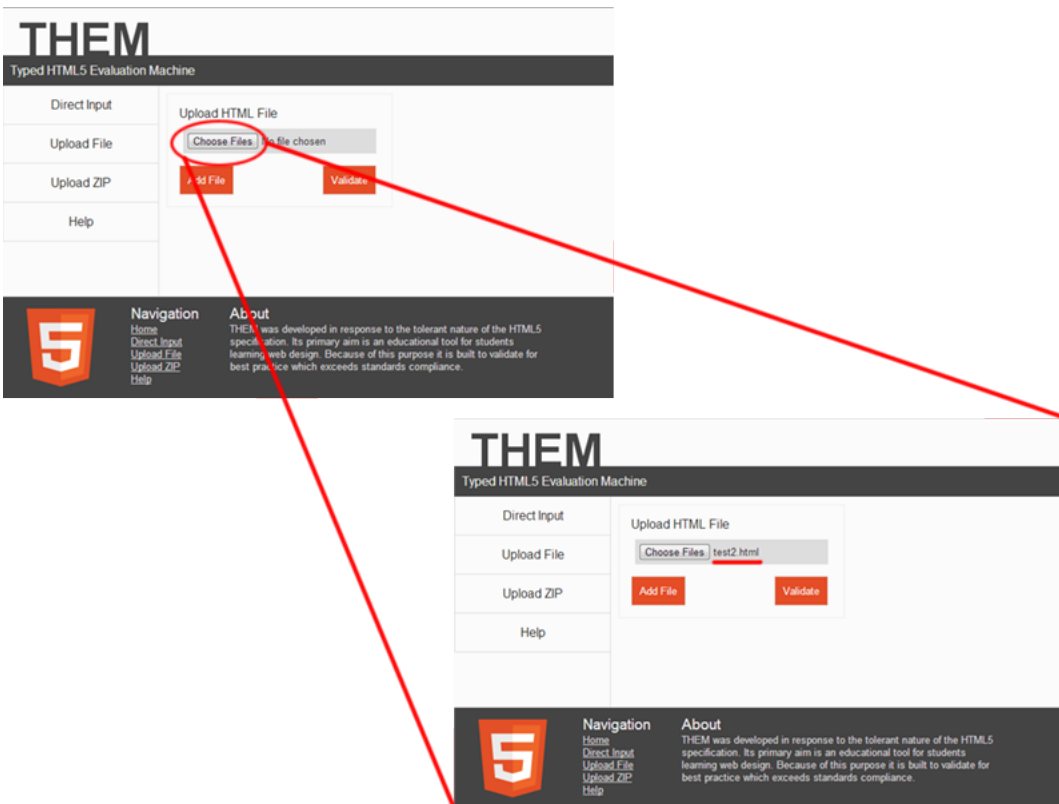 THEM
Typed HTML5 Evaluation Machine
Direct Input
Upload File
Upload ZIP
Help
Upload HTML File
Choose Files No file chosen
Add File
Validate
5
Navigation
Home
Direct Input
Upload File
Upload ZIP
Help
About
THEM was developed in response to the tolerant nature of the HTML5
specification. Its primary aim is an educational tool for students
learning web design. Because of this purpose it is built to validate for
best practice which exceeds standards compliance.
THEM
Typed HTML5 Evaluation Machine
Direct Input
Upload File
Upload ZIP
Help
Upload HTML File
Choose Files test2.html
Add File
Validate
5
Navigation
Home
Direct Input
Upload File
Upload ZIP
Help
About
THEM was developed in response to the tolerant nature of the HTML5
specification. Its primary aim is an educational tool for students
learning web design. Because of this purpose it is built to validate for
best practice which exceeds standards compliance.